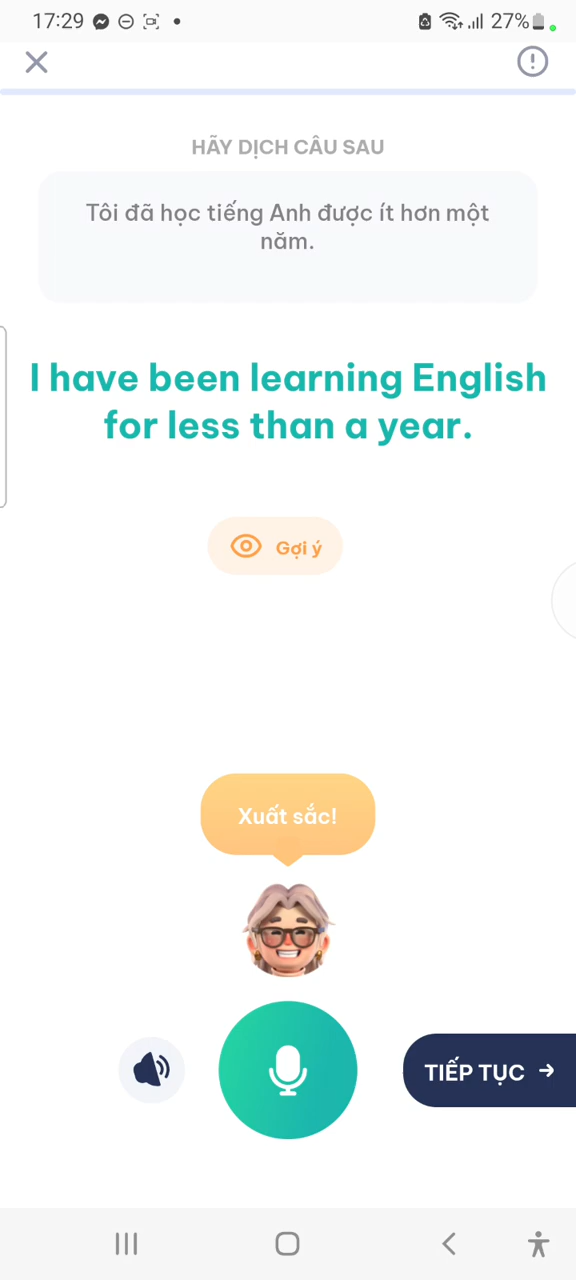 17:29
27%
HÃY DỊCH CÂU SAU
Tôi đã học tiếng Anh được ít hơn một
năm.
I have been learning English
for less than a year.
Gợi ý
Xuất sắc!
TIẾP TỤC